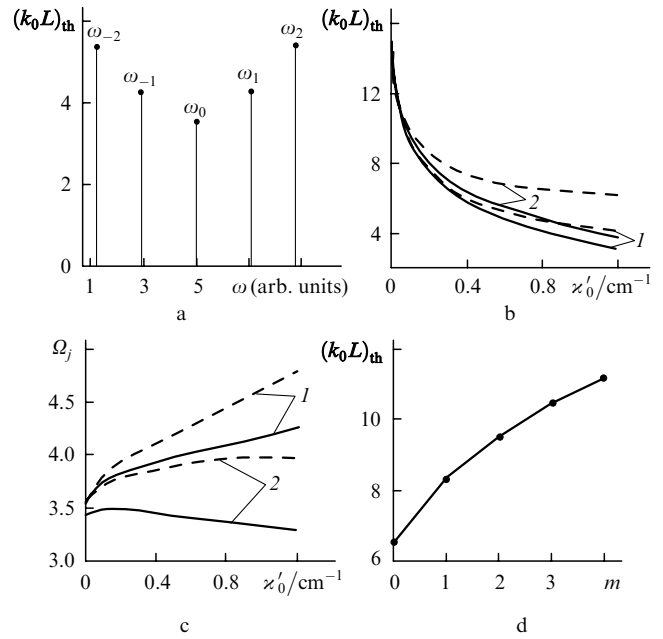 (k₀L)ₜₕ
6
4
2
0
ω₋₂
ω₋₁
ω₀
ω₁
ω₂
1 3 5 ω (arb. units)
a
(k₀L)ₜₕ
12
8
4
2
1
0 0.4 0.8 ϰ′₀/cm⁻¹
b
Ωⱼ
4.5
4.0
3.5
3.0
1
2
0 0.4 0.8 ϰ′₀/cm⁻¹
c
(k₀L)ₜₕ
10
8
6
0 1 2 3 m
d